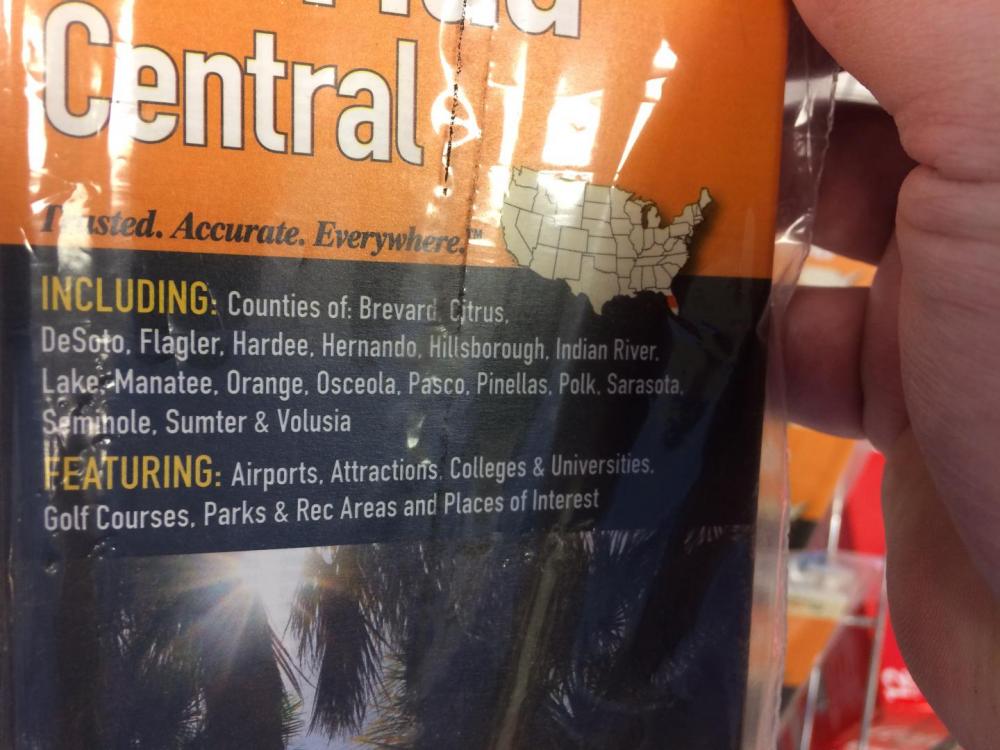 Central
Trusted. Accurate. Everywhere.™
INCLUDING: Counties of: Brevard, Citrus,
DeSoto, Flagler, Hardee, Hernando, Hillsborough, Indian River,
Lake, Manatee, Orange, Osceola, Pasco, Pinellas, Polk, Sarasota,
Seminole, Sumter & Volusia
FEATURING: Airports, Attractions, Colleges & Universities,
Golf Courses, Parks & Rec Areas and Places of Interest